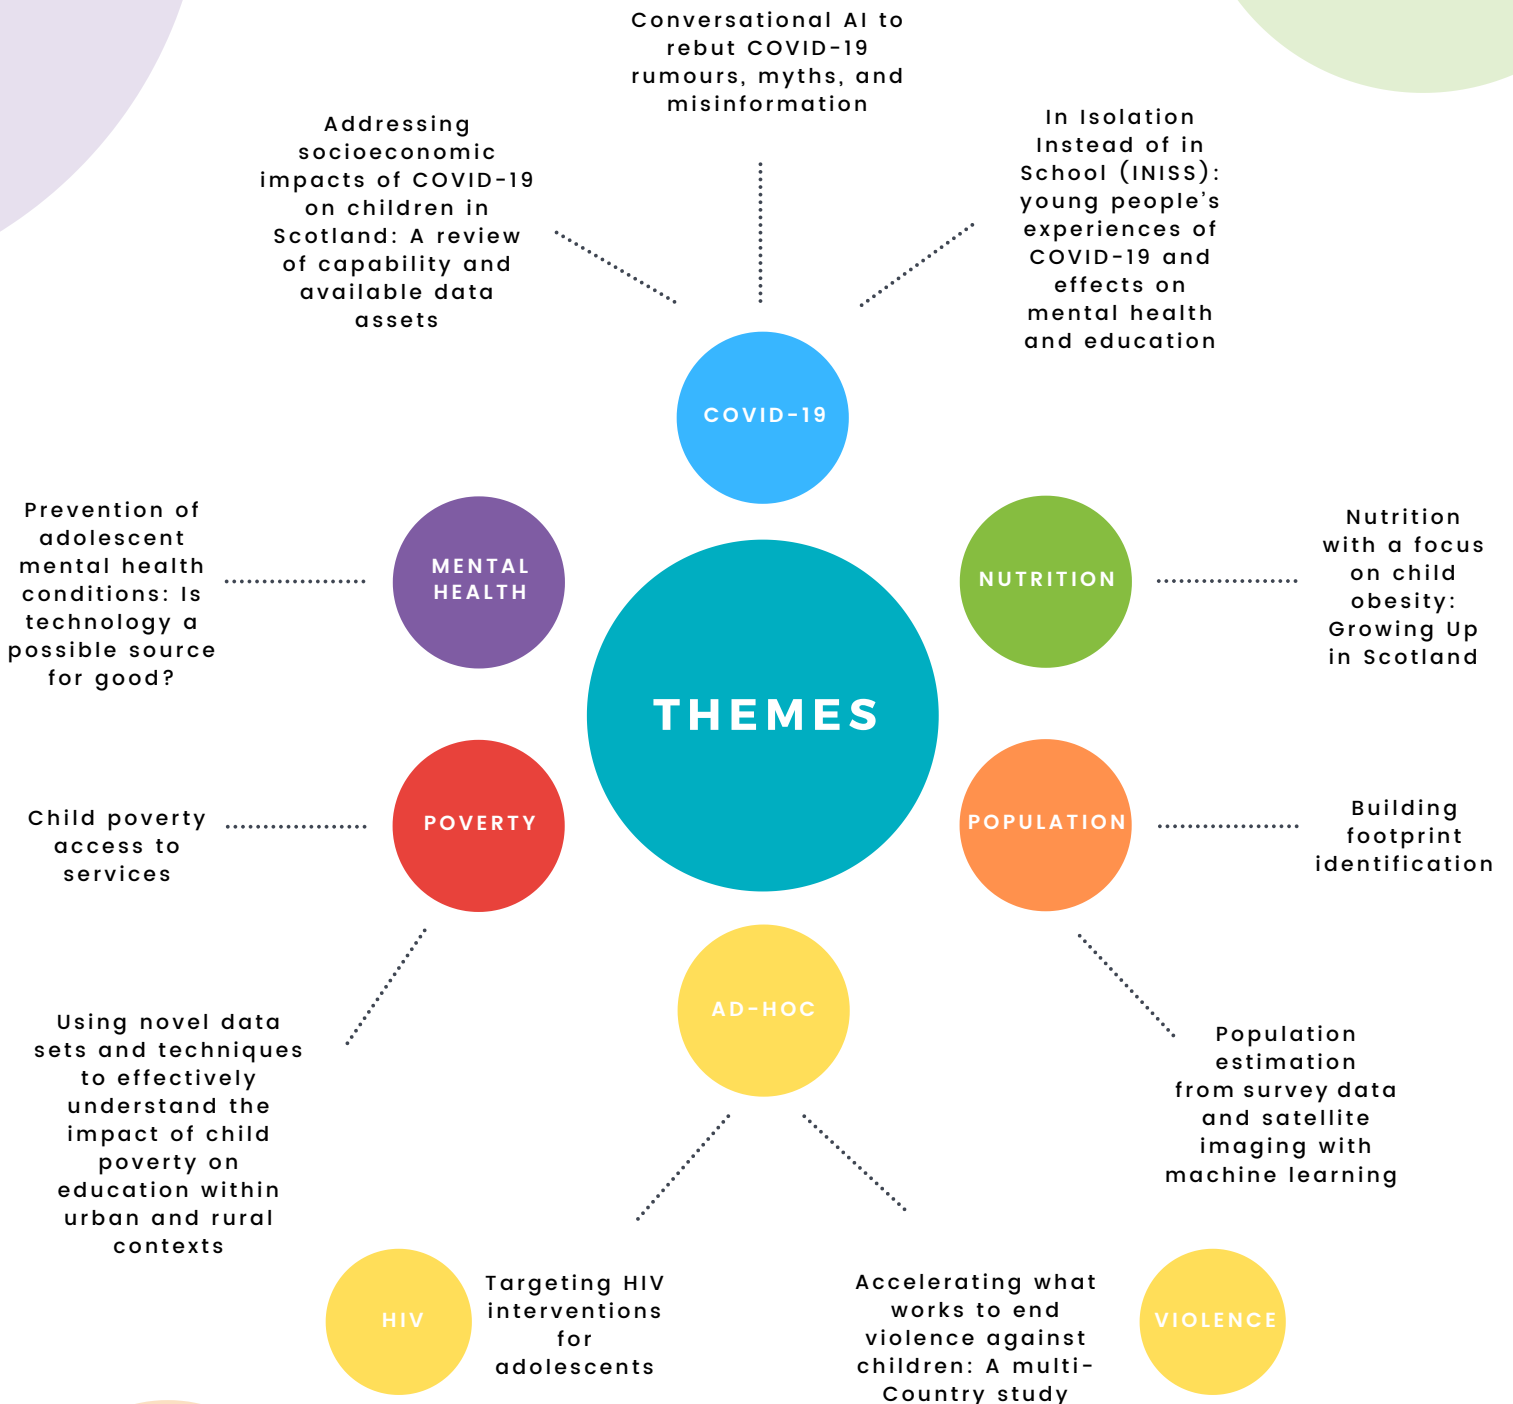 Conversational AI to
rebut COVID-19
rumours, myths, and
misinformation
Addressing
socioeconomic
impacts of COVID-19
on children in
Scotland: A review
of capability and
available data
assets
In Isolation
Instead of in
School (INISS):
young people's
experiences of
COVID-19 and
effects on
mental health
and education
COVID-19
Prevention of
adolescent
mental health
conditions: Is
technology a
possible source
for good?
MENTAL
HEALTH
NUTRITION
Nutrition
with a focus
on child
obesity:
Growing Up
in Scotland
THEMES
Child poverty
access to
services
POVERTY
POPULATION
Building
footprint
identification
AD-HOC
Using novel data
sets and techniques
to effectively
understand the
impact of child
poverty on
education within
urban and rural
contexts
Population
estimation
from survey data
and satellite
imaging with
machine learning
HIV
Targeting HIV
interventions
for
adolescents
Accelerating what
works to end
violence against
children: A multi-
Country study
VIOLENCE